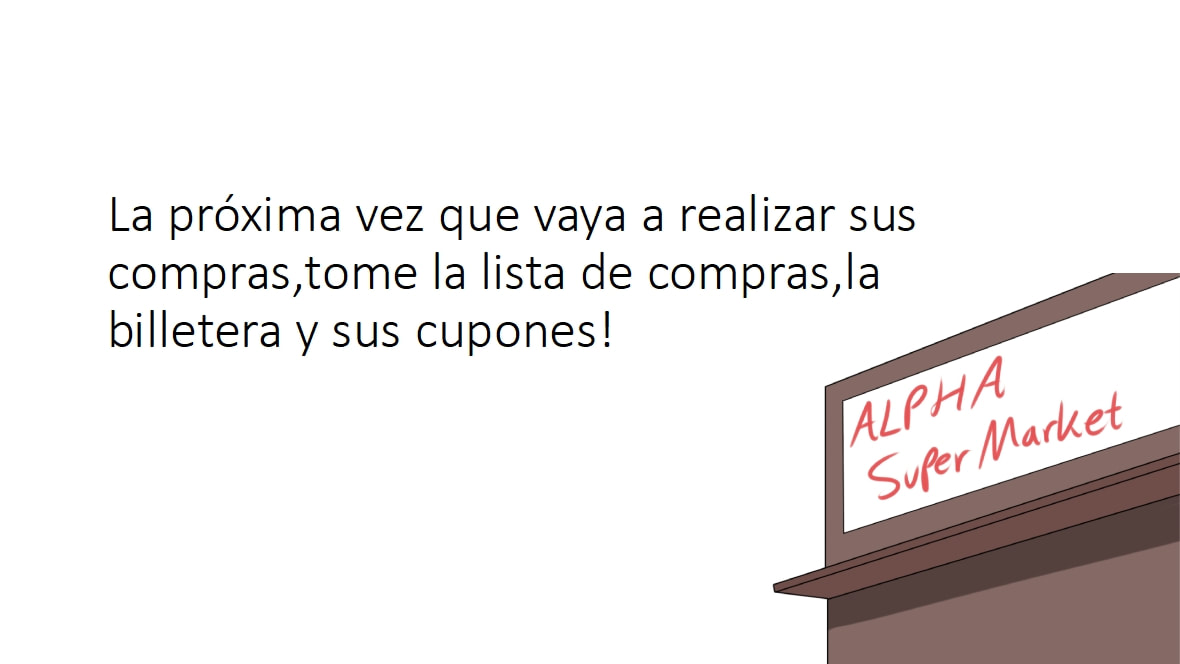 La próxima vez que vaya a realizar sus
compras,tome la lista de compras,la
billetera y sus cupones!
ALPHA
Super Market